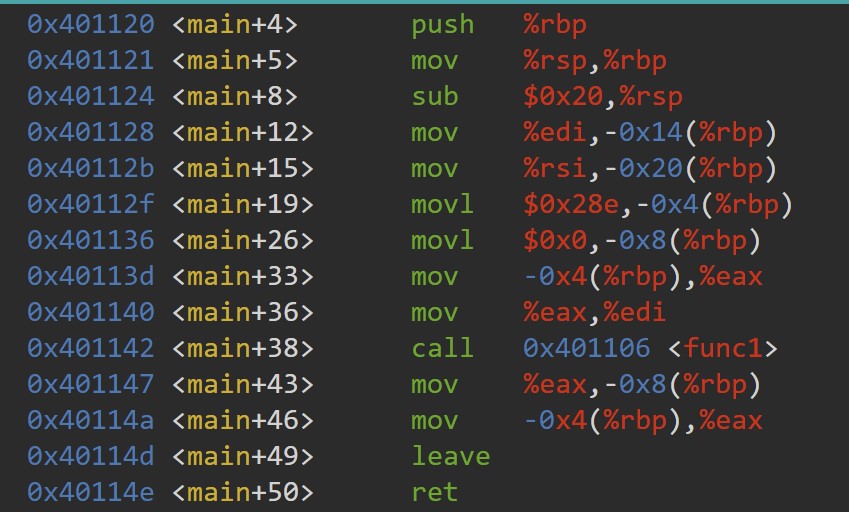 0x401120 <main+4> push %rbp
0x401121 <main+5> mov %rsp,%rbp
0x401124 <main+8> sub $0x20,%rsp
0x401128 <main+12> mov %edi,-0x14(%rbp)
0x40112b <main+15> mov %rsi,-0x20(%rbp)
0x40112f <main+19> movl $0x28e,-0x4(%rbp)
0x401136 <main+26> movl $0x0,-0x8(%rbp)
0x40113d <main+33> mov -0x4(%rbp),%eax
0x401140 <main+36> mov %eax,%edi
0x401142 <main+38> call 0x401106 <func1>
0x401147 <main+43> mov %eax,-0x8(%rbp)
0x40114a <main+46> mov -0x4(%rbp),%eax
0x40114d <main+49> leave
0x40114e <main+50> ret